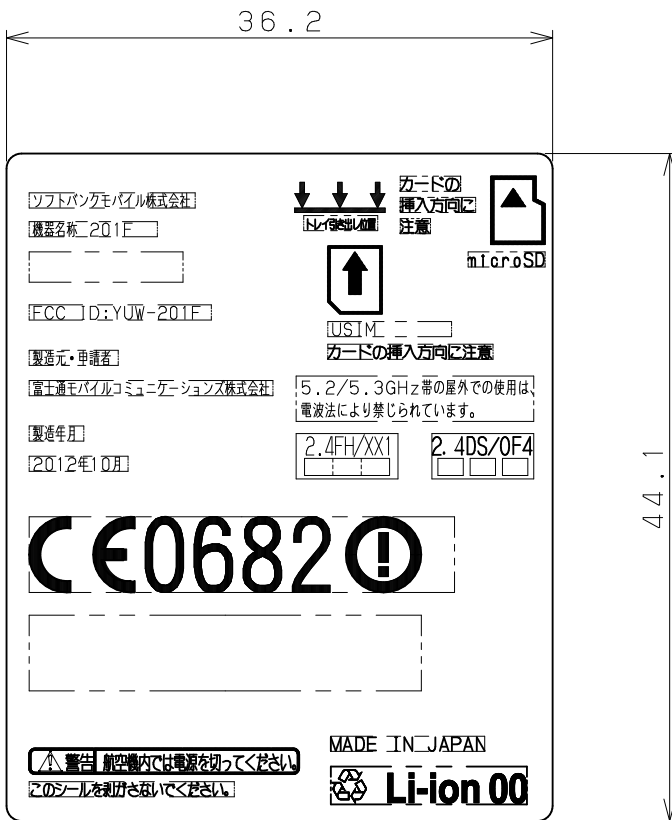 36.2
ソフトバンクモバイル株式会社
機器名称 201F
トレイ引き出し位置
カードの
挿入方向に
注意
microSD
FCC ID:YUW-201F
USIM
カードの挿入方向に注意
製造元・申請者
富士通モバイルコミュニケーションズ株式会社
5.2/5.3GHz帯の屋外での使用は、
電波法により禁じられています。
製造年月
2012年10月
2.4FH/XX1
2.4DS/OF4
CE0682
44.1
MADE IN JAPAN
警告 航空機内では電源を切ってください。
このシールを剥がさないでください。
Li-ion 00